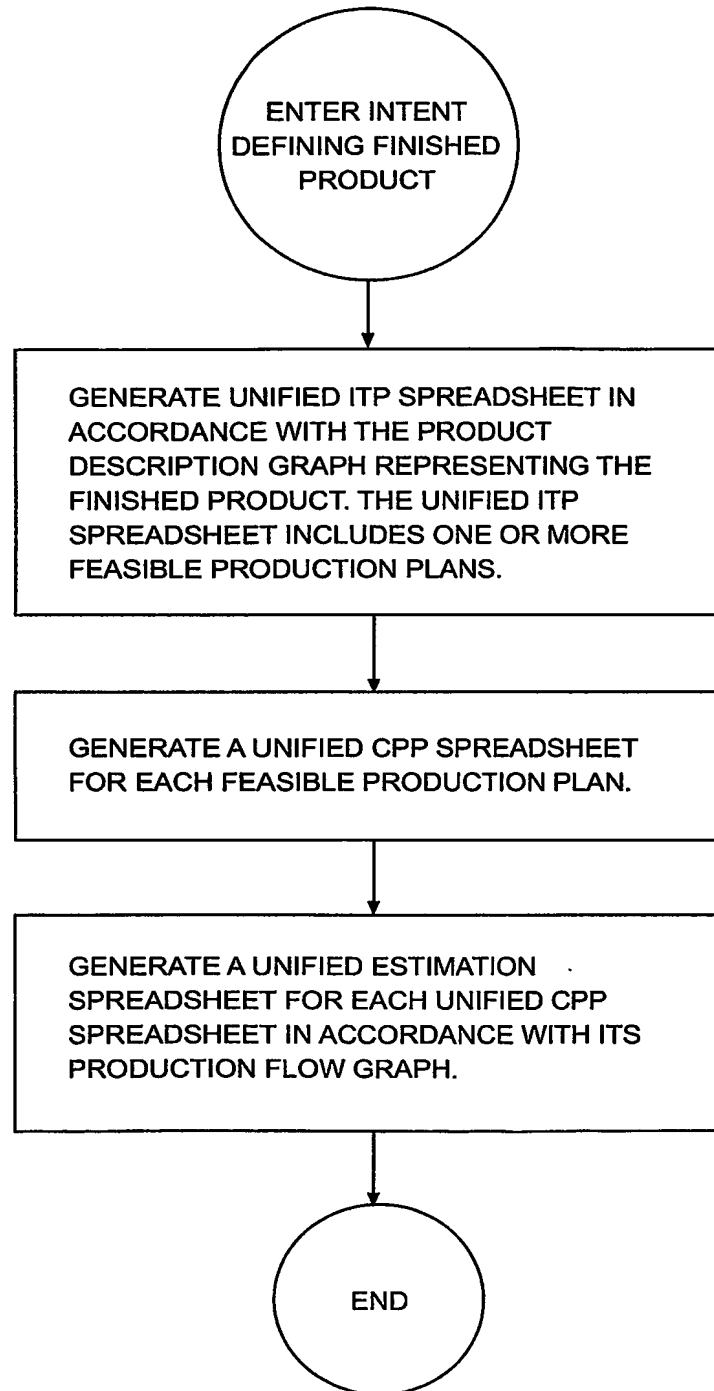 ENTER INTENT
DEFINING FINISHED
PRODUCT
GENERATE UNIFIED ITP SPREADSHEET IN
ACCORDANCE WITH THE PRODUCT
DESCRIPTION GRAPH REPRESENTING THE
FINISHED PRODUCT. THE UNIFIED ITP
SPREADSHEET INCLUDES ONE OR MORE
FEASIBLE PRODUCTION PLANS.
GENERATE A UNIFIED CPP SPREADSHEET
FOR EACH FEASIBLE PRODUCTION PLAN.
GENERATE A UNIFIED ESTIMATION
SPREADSHEET FOR EACH UNIFIED CPP
SPREADSHEET IN ACCORDANCE WITH ITS
PRODUCTION FLOW GRAPH.
END